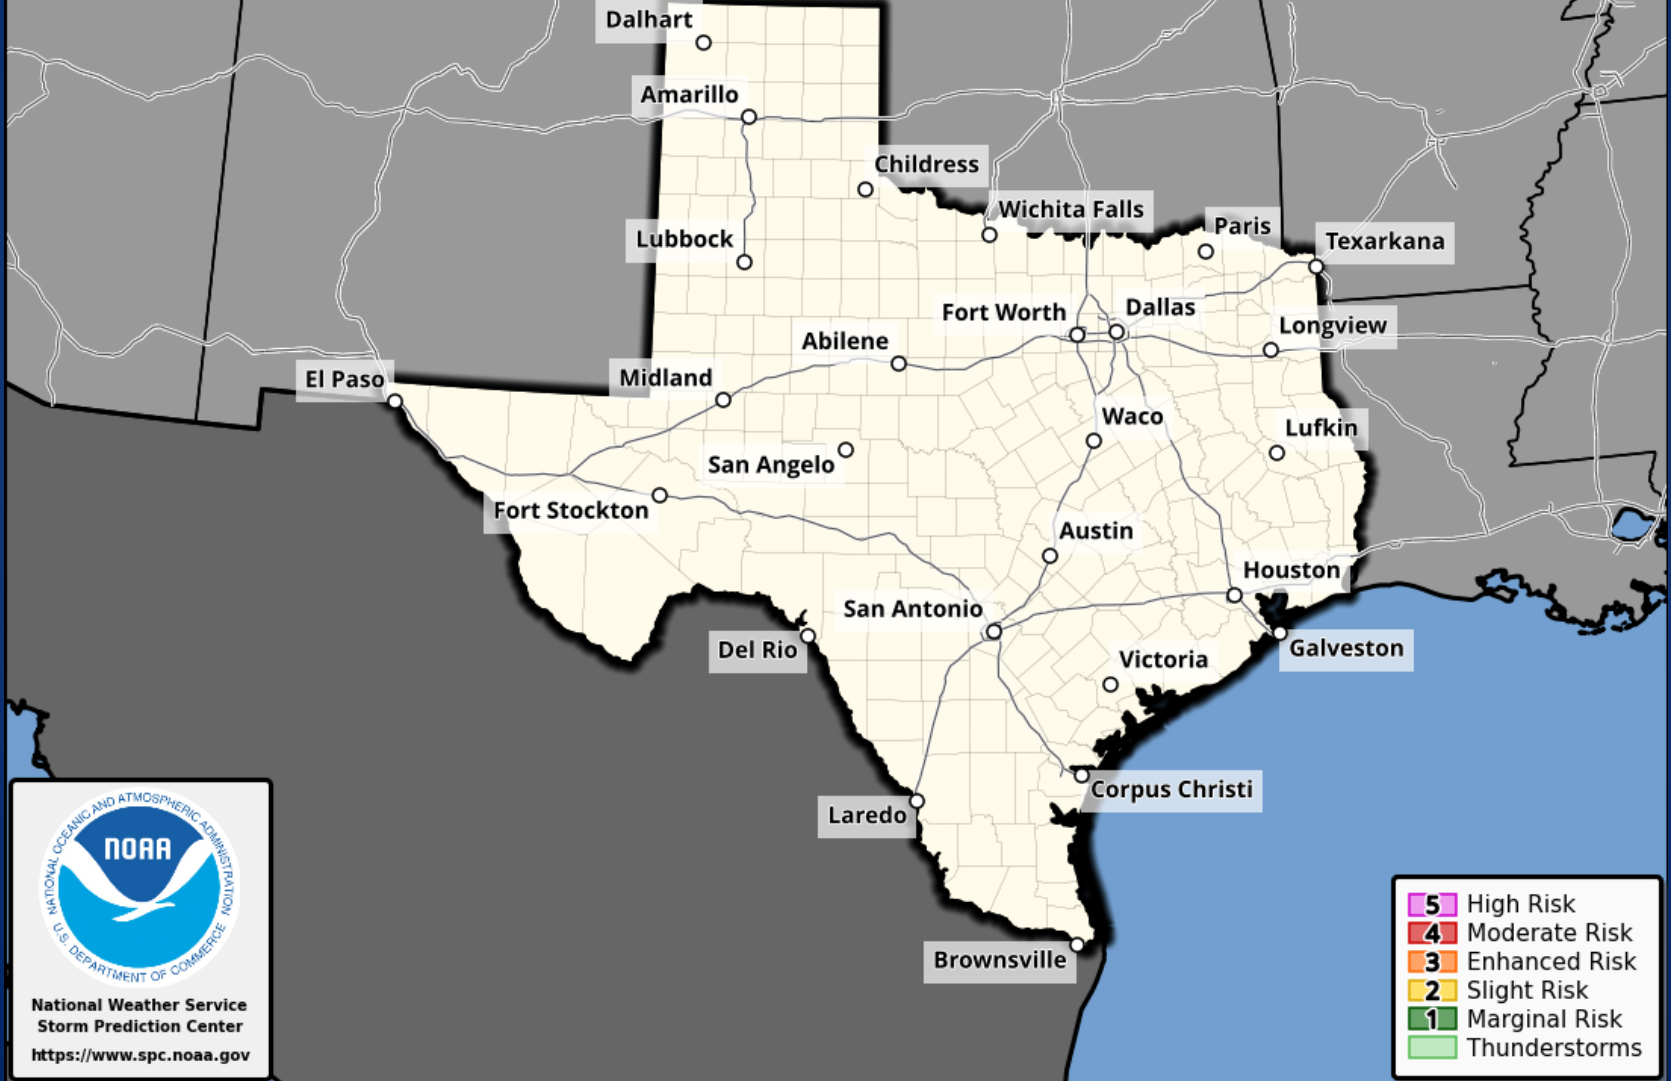 Dalhart
Amarillo
Childress
Wichita Falls
Paris
Lubbock
Texarkana
Fort Worth
Dallas
Longview
Abilene
El Paso
Midland
Waco
Lufkin
San Angelo
Fort Stockton
Austin
Houston
San Antonio
Del Rio
Galveston
Victoria
Corpus Christi
Laredo
Brownsville
NATIONAL OCEANIC AND ATMOSPHERIC ADMINISTRATION
NOAA
U.S. DEPARTMENT OF COMMERCE
National Weather Service
Storm Prediction Center
https://www.spc.noaa.gov
5 High Risk
4 Moderate Risk
3 Enhanced Risk
2 Slight Risk
1 Marginal Risk
Thunderstorms